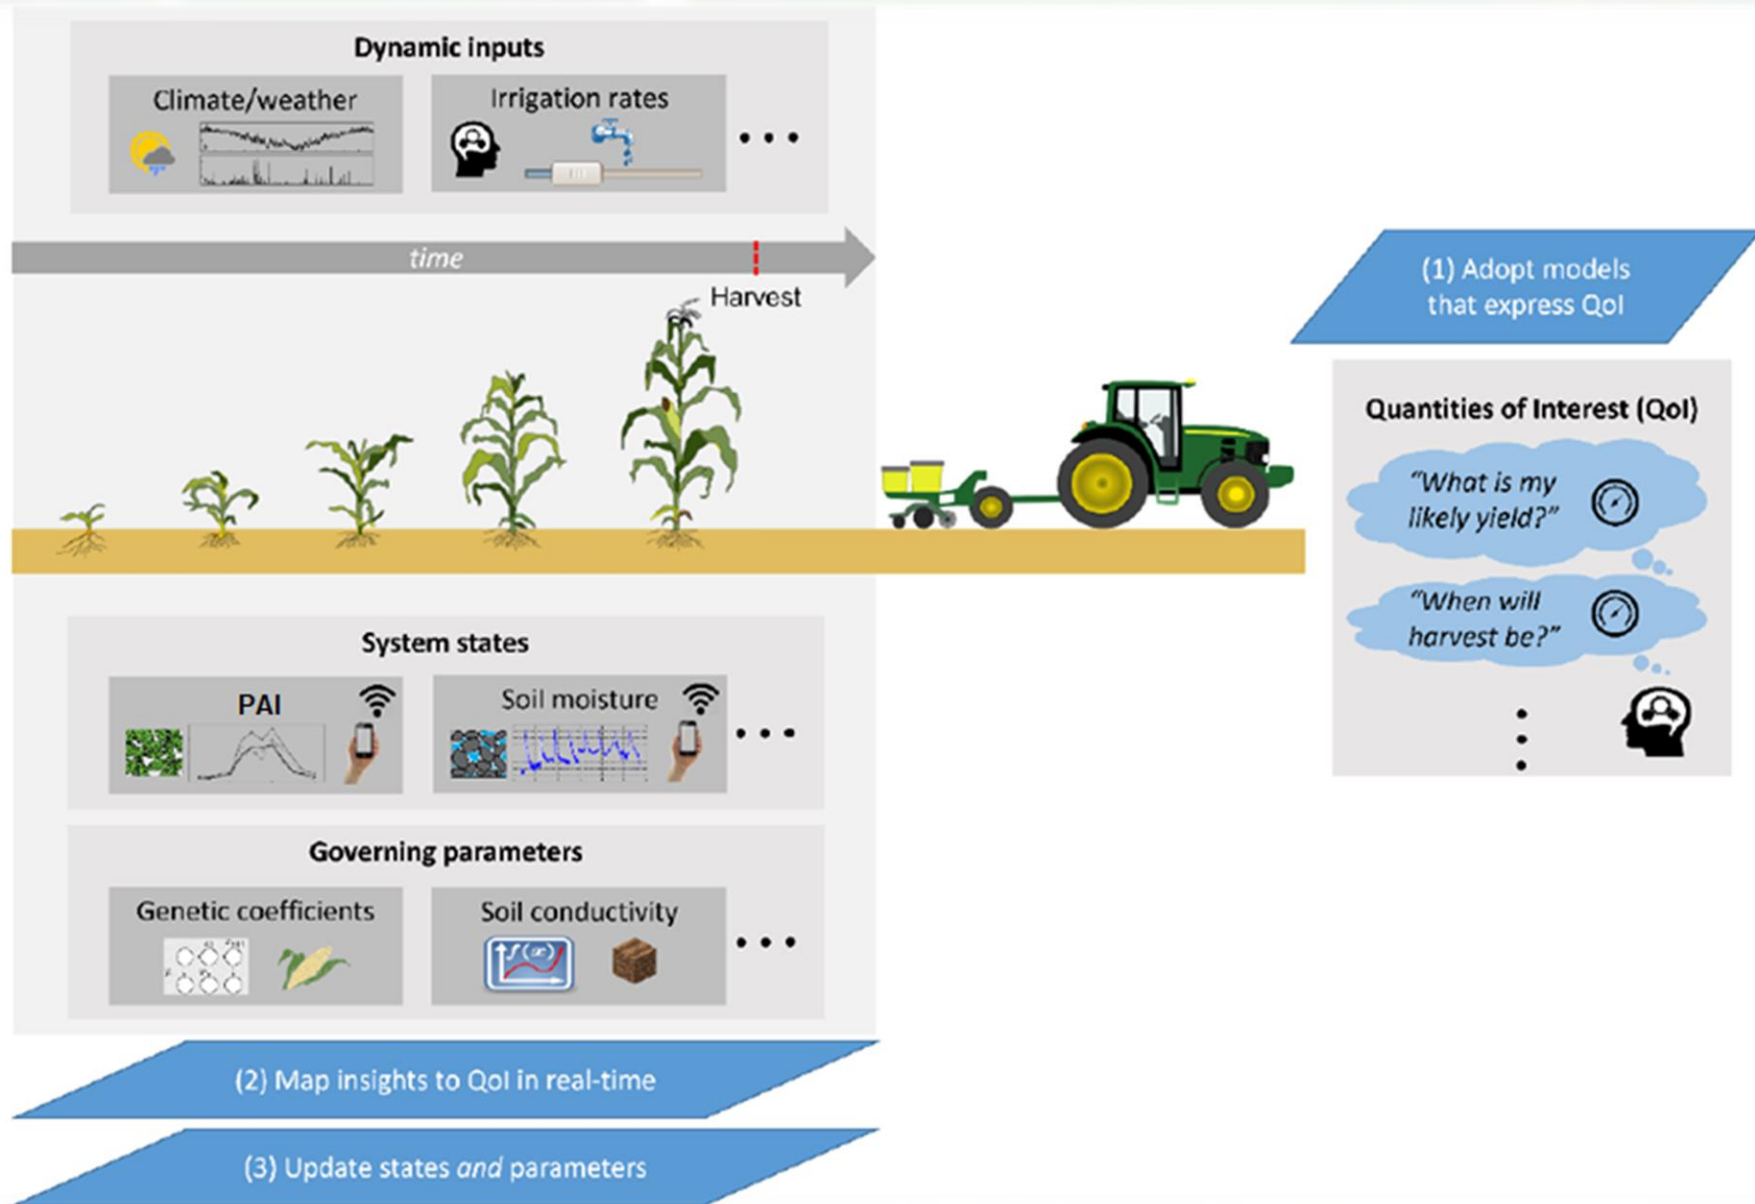 Dynamic inputs
Climate/weather
Irrigation rates
time
Harvest
(1) Adopt models
that express QoI
Quantities of Interest (QoI)
“What is my
likely yield?”
“When will
harvest be?”
System states
PAI
Soil moisture
Governing parameters
Genetic coefficients
Soil conductivity
f(x)
(2) Map insights to QoI in real-time
(3) Update states and parameters